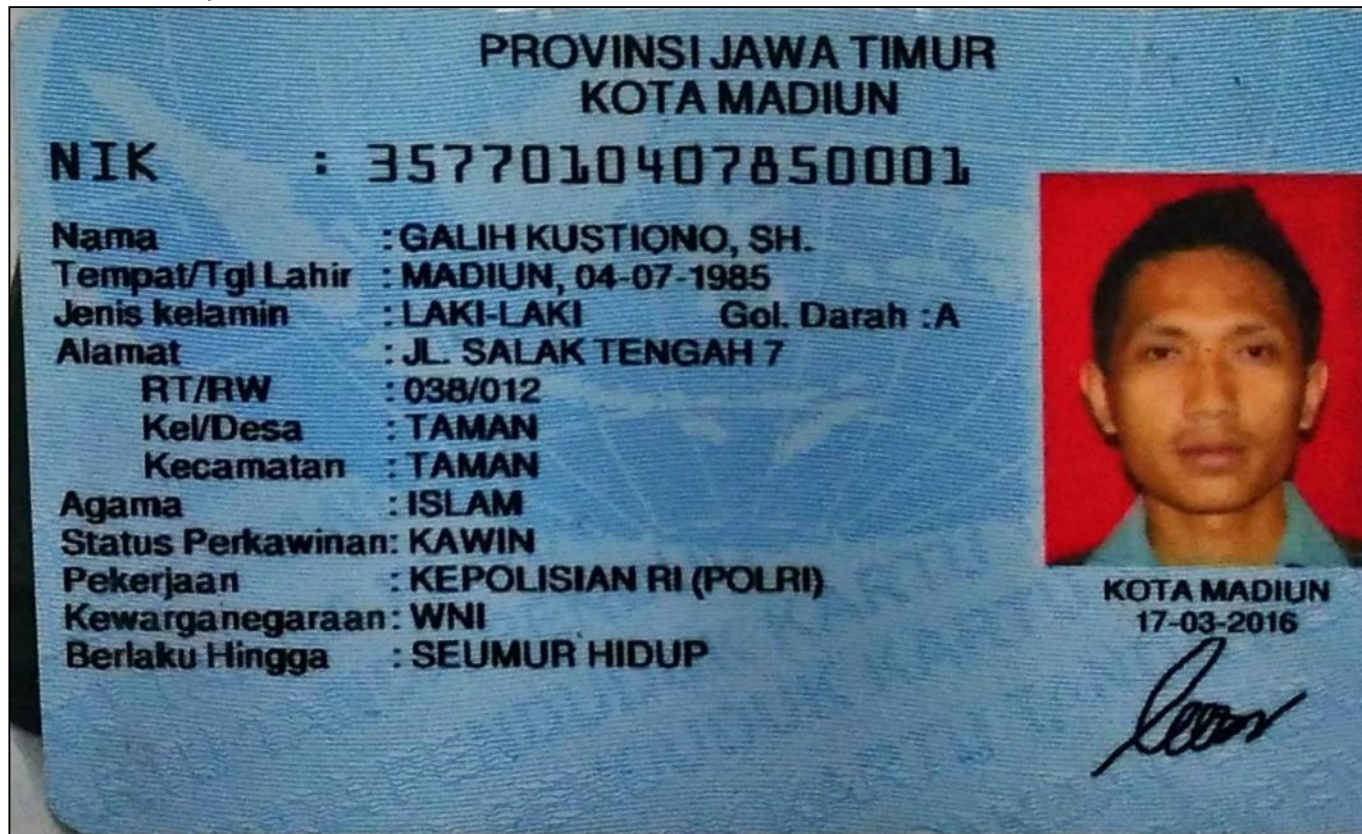 PROVINSI JAWA TIMUR
KOTA MADIUN
NIK : 3577010407850001
Nama : GALIH KUSTIONO, SH.
Tempat/Tgl Lahir : MADIUN, 04-07-1985
Jenis kelamin : LAKI-LAKI Gol. Darah : A
Alamat : JL. SALAK TENGAH 7
RT/RW : 038/012
Kel/Desa : TAMAN
Kecamatan : TAMAN
Agama : ISLAM
Status Perkawinan: KAWIN
Pekerjaan : KEPOLISIAN RI (POLRI)
Kewarganegaraan: WNI
Berlaku Hingga : SEUMUR HIDUP
KOTA MADIUN
17-03-2016